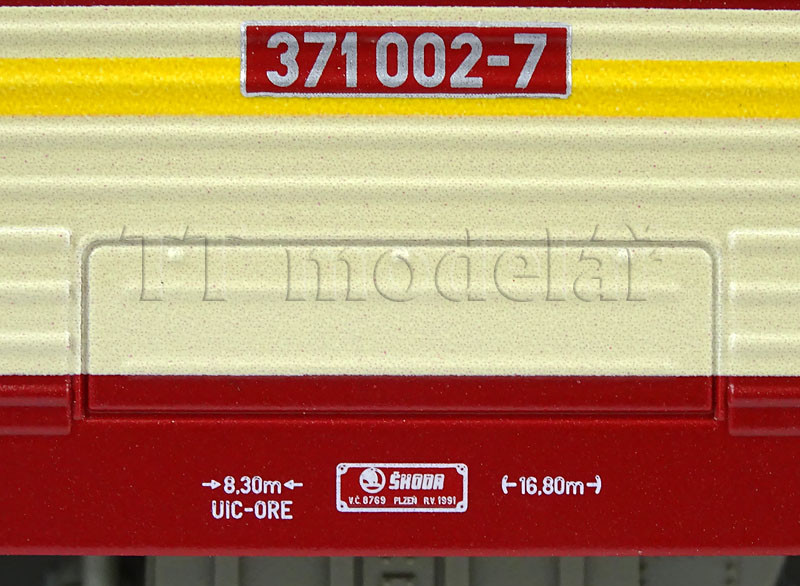 371 002-7
TT modelář
8,30m
UiC-ORE
ŠKODA
V.Č. 8769 PLZEŇ R.V. 1991
16,80m